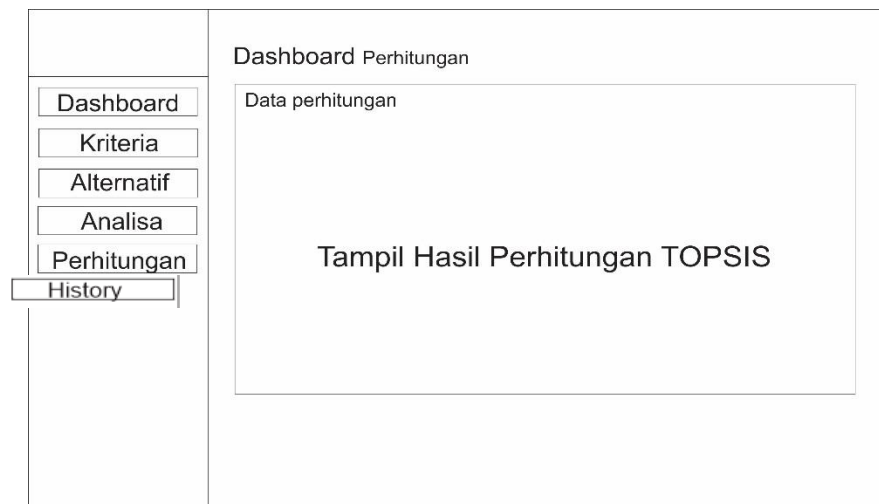 Dashboard Perhitungan
Dashboard
Kriteria
Alternatif
Analisa
Perhitungan
History
Data perhitungan
Tampil Hasil Perhitungan TOPSIS